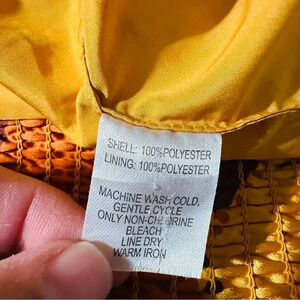 SHELL: 100%POLYESTER
LINING: 100%POLYESTER
MACHINE WASH COLD,
GENTLE CYCLE
ONLY NON-CHLORINE
BLEACH
LINE DRY
WARM IRON